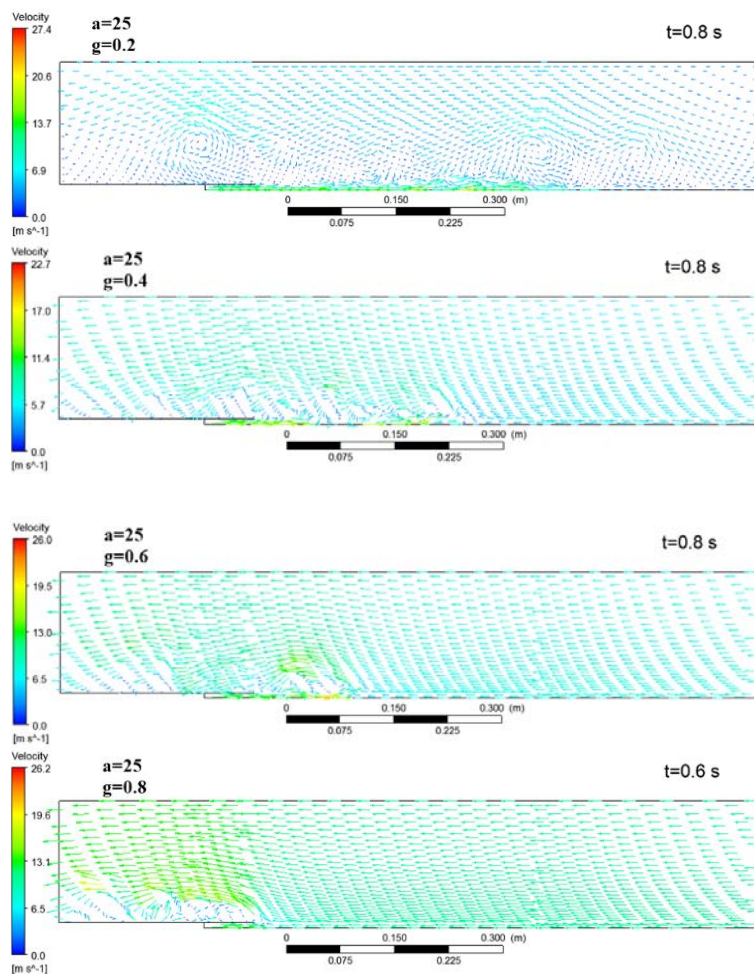 Velocity
27.4
20.6
13.7
6.9
0.0
[m s^-1]
a=25
g=0.2
t=0.8 s
0 0.150 0.300 (m)
0.075 0.225
Velocity
22.7
17.0
11.4
5.7
0.0
[m s^-1]
a=25
g=0.4
t=0.8 s
0 0.150 0.300 (m)
0.075 0.225
Velocity
26.0
19.5
13.0
6.5
0.0
[m s^-1]
a=25
g=0.6
t=0.8 s
0 0.150 0.300 (m)
0.075 0.225
Velocity
26.2
19.6
13.1
6.5
0.0
[m s^-1]
a=25
g=0.8
t=0.6 s
0 0.150 0.300 (m)
0.075 0.225